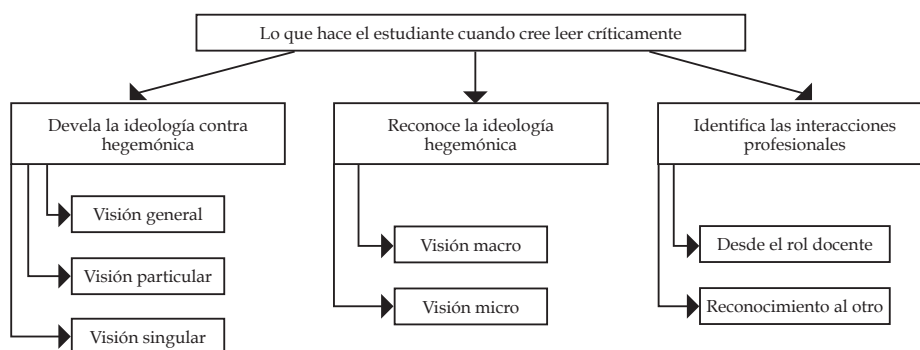 Lo que hace el estudiante cuando cree leer críticamente
Devela la ideología contra
hegemónica
Visión general
Visión particular
Visión singular
Reconoce la ideología
hegemónica
Visión macro
Visión micro
Identifica las interacciones
profesionales
Desde el rol docente
Reconocimiento al otro